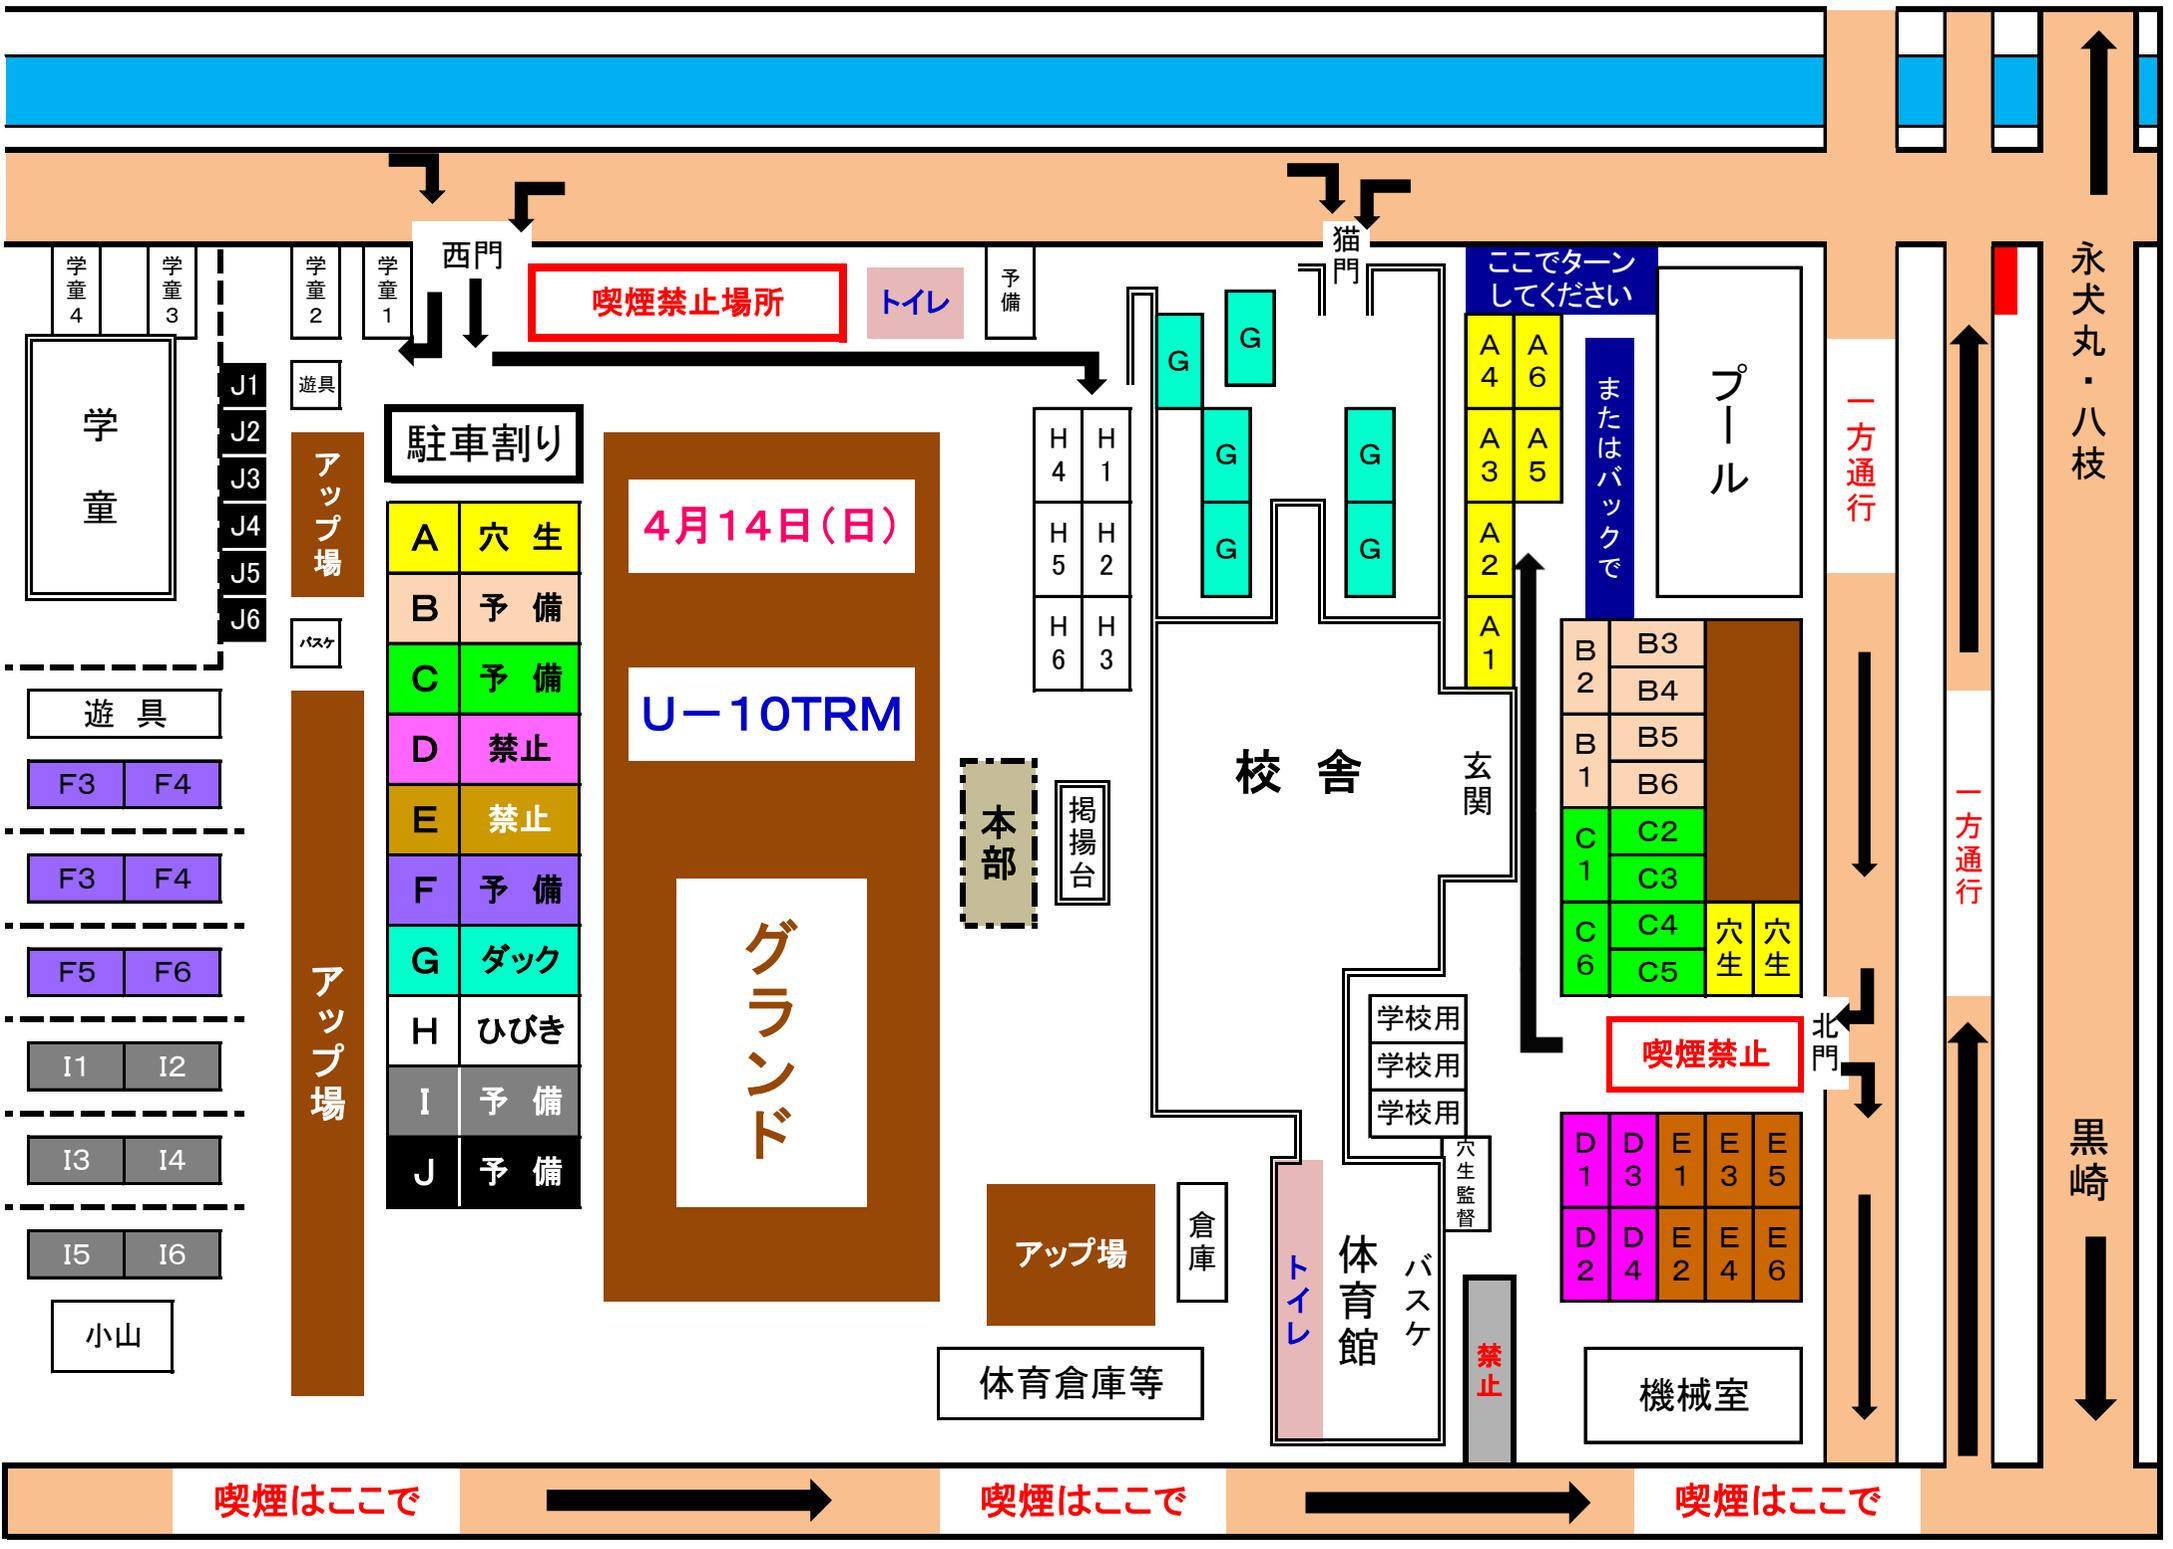 西門
猫門
学童4
学童3
学童2
学童1
喫煙禁止場所
トイレ
予備
ここでターン
してください
または バックで
プール
一方通行
一方通行
永犬丸・八枝
黒崎
学童
J1
J2
J3
J4
J5
J6
遊具
アップ場
バスケ
駐車割り
A 穴 生
B 予 備
C 予 備
D 禁止
E 禁止
F 予 備
G ダック
H ひびき
I 予 備
J 予 備
4月14日(日)
U－10TRM
グランド
H4 H1
H5 H2
H6 H3
G
G
G
G
G
G
A4 A6
A3 A5
A2
A1
B2
B1
B3
B4
B5
B6
C1
C6
C2
C3
C4
C5
穴生
穴生
遊 具
F3 F4
F3 F4
F5 F6
I1 I2
I3 I4
I5 I6
小山
アップ場
本部
掲揚台
校 舎
玄関
学校用
学校用
学校用
穴生監督
喫煙禁止
北門
D1 D3 E1 E3 E5
D2 D4 E2 E4 E6
アップ場
倉庫
トイレ
体育館
バスケ
禁止
体育倉庫等
機械室
喫煙はここで
喫煙はここで
喫煙はここで